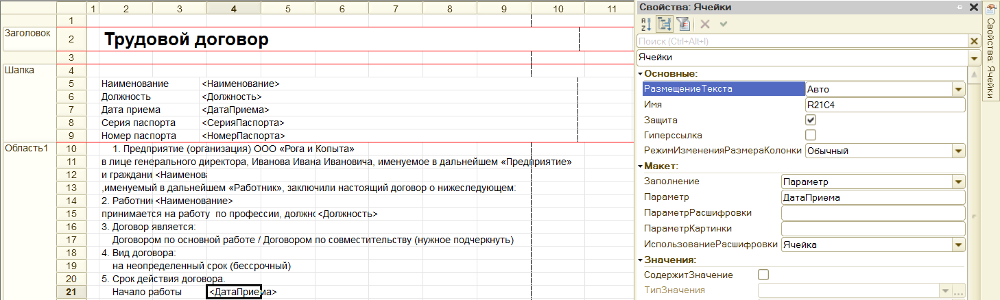 1 2 3 4 5 6 7 8 9 10 11
1
Заголовок 2 Трудовой договор
3
Шапка 4
5 Наименование <Наименование>
6 Должность <Должность>
7 Дата приема <ДатаПриема>
8 Серия паспорта <СерияПаспорта>
9 Номер паспорта <НомерПаспорта>
Область1 10 1. Предприятие (организация) ООО «Рога и Копыта»
11 в лице генерального директора, Иванова Ивана Ивановича, именуемое в дальнейшем «Предприятие»
12 и граждани <Наименова
13 ,именуемый в дальнейшем «Работник», заключили настоящий договор о нижеследующем:
14 2. Работник <Наименование>
15 принимается на работу по профессии, должно <Должность>
16 3. Договор является:
17 Договором по основной работе / Договором по совместительству (нужное подчеркнуть)
18 4. Вид договора:
19 на неопределенный срок (бессрочный)
20 5. Срок действия договора.
21 Начало работы <ДатаПриема>
Свойства: Ячейки
Поиск (Ctrl+Alt+I)
Ячейки
Основные:
РазмещениеТекста Авто
Имя R21C4
Защита
Гиперссылка
РежимИзмененияРазмераКолонки Обычный
Макет:
Заполнение Параметр
Параметр ДатаПриема
ПараметрРасшифровки
ПараметрКартинки
ИспользованиеРасшифровки Ячейка
Значения:
СодержитЗначение
ТипЗначения ...
Свойства: Ячейки